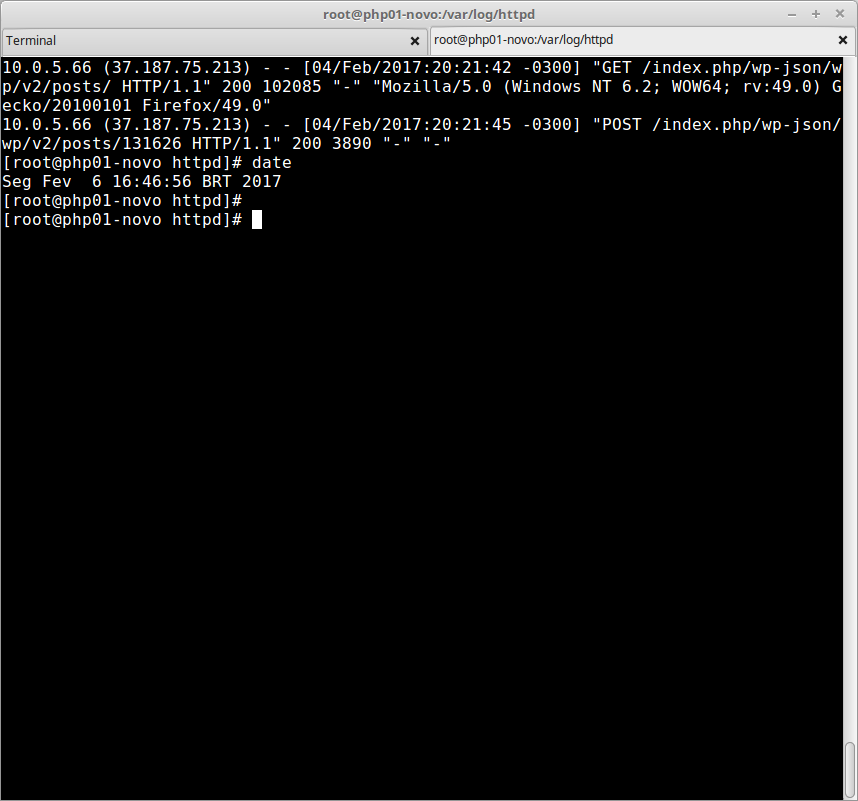 root@php01-novo:/var/log/httpd
Terminal
root@php01-novo:/var/log/httpd
10.0.5.66 (37.187.75.213) - - [04/Feb/2017:20:21:42 -0300] "GET /index.php/wp-json/w
p/v2/posts/ HTTP/1.1" 200 102085 "-" "Mozilla/5.0 (Windows NT 6.2; WOW64; rv:49.0) G
ecko/20100101 Firefox/49.0"
10.0.5.66 (37.187.75.213) - - [04/Feb/2017:20:21:45 -0300] "POST /index.php/wp-json/
wp/v2/posts/131626 HTTP/1.1" 200 3890 "-" "-"
[root@php01-novo httpd]# date
Seg Fev  6 16:46:56 BRT 2017
[root@php01-novo httpd]#
[root@php01-novo httpd]#